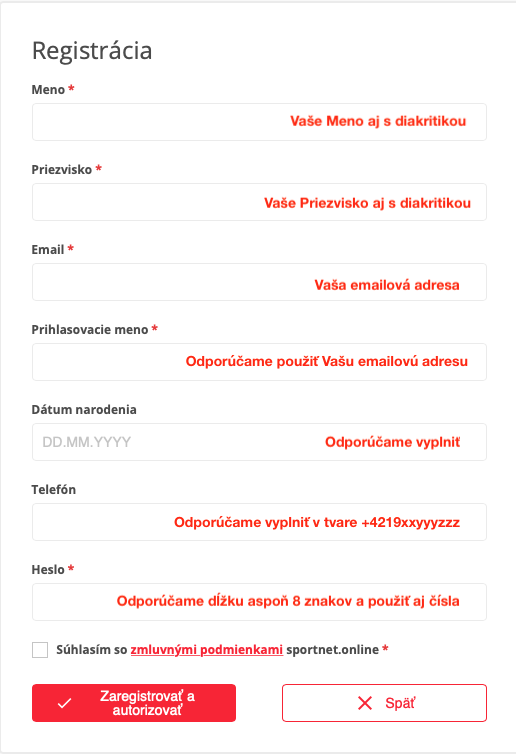 Registrácia
Meno *
Vaše Meno aj s diakritikou
Priezvisko *
Vaše Priezvisko aj s diakritikou
Email *
Vaša emailová adresa
Prihlasovacie meno *
Odporúčame použiť Vašu emailovú adresu
Dátum narodenia
DD.MM.YYYY Odporúčame vyplniť
Telefón
Odporúčame vyplniť v tvare +4219xxyyyzzz
Heslo *
Odporúčame dĺžku aspoň 8 znakov a použiť aj čísla
Súhlasím so zmluvnými podmienkami sportnet.online *
Zaregistrovať a
autorizovať
Späť